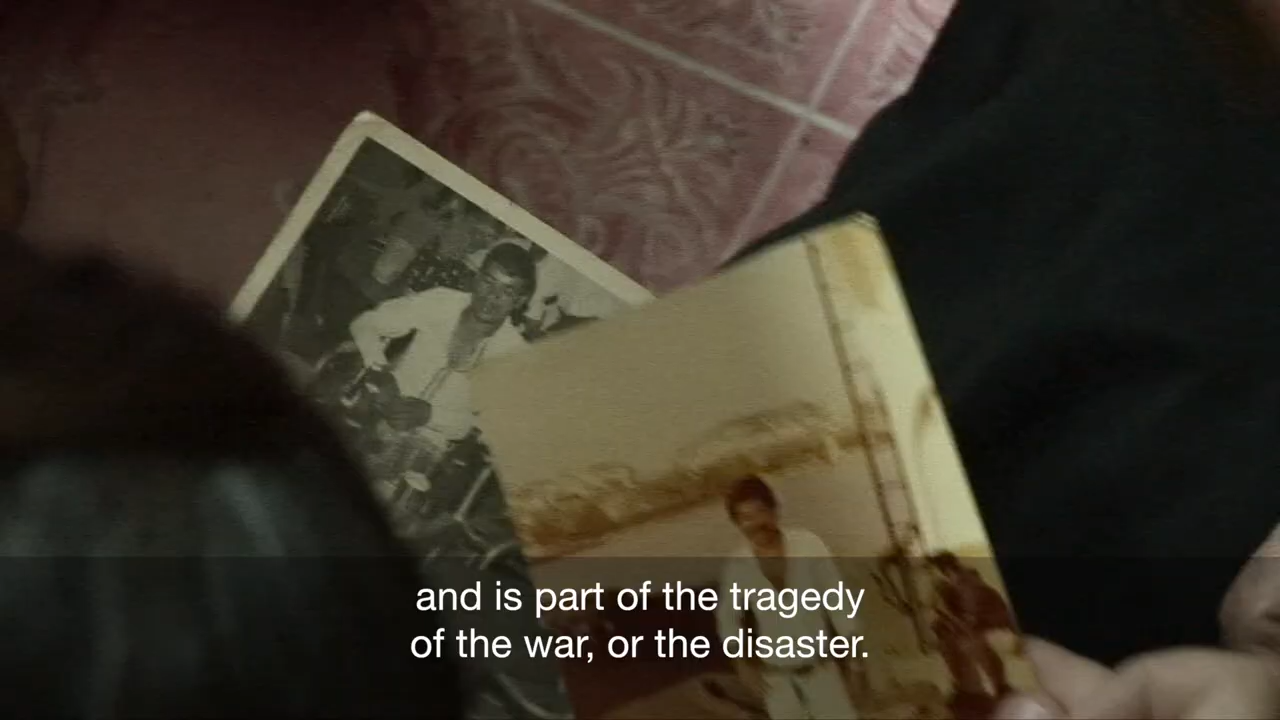 and is part of the tragedy
of the war, or the disaster.